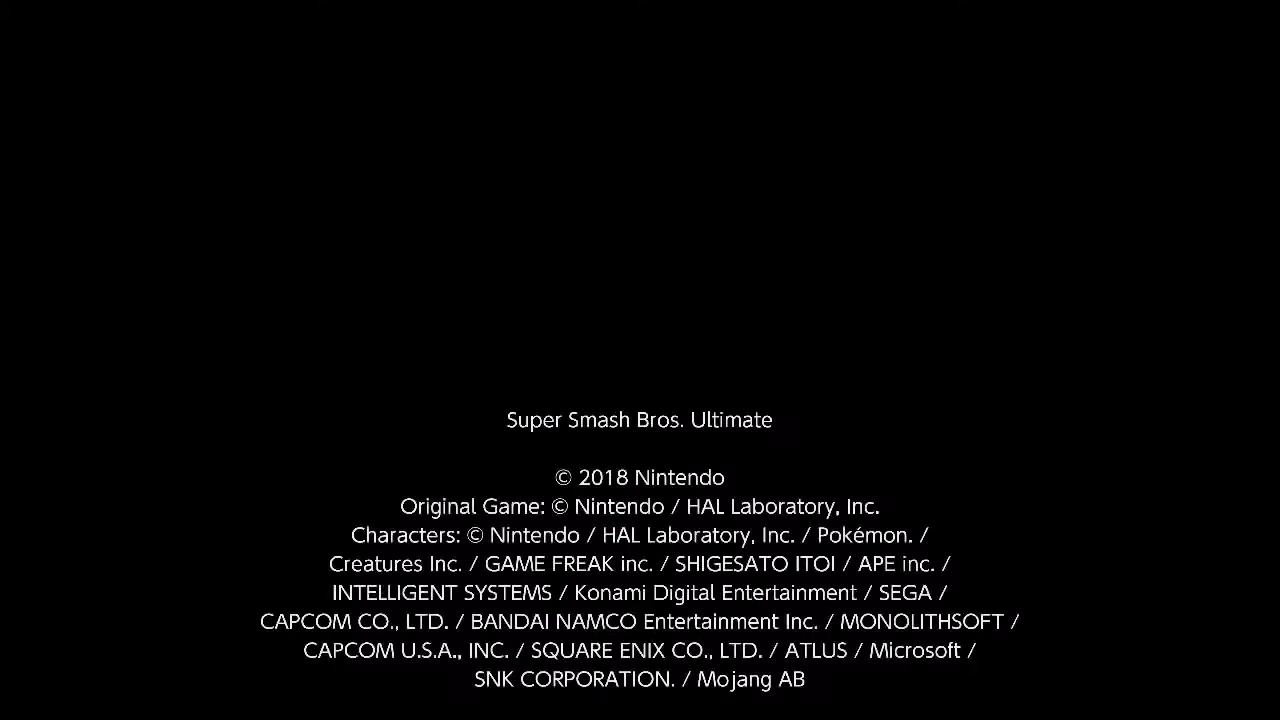 Super Smash Bros. Ultimate
© 2018 Nintendo
Original Game: © Nintendo / HAL Laboratory, Inc.
Characters: © Nintendo / HAL Laboratory, Inc. / Pokémon. /
Creatures Inc. / GAME FREAK inc. / SHIGESATO ITOI / APE inc. /
INTELLIGENT SYSTEMS / Konami Digital Entertainment / SEGA /
CAPCOM CO., LTD. / BANDAI NAMCO Entertainment Inc. / MONOLITHSOFT /
CAPCOM U.S.A., INC. / SQUARE ENIX CO., LTD. / ATLUS / Microsoft /
SNK CORPORATION. / Mojang AB